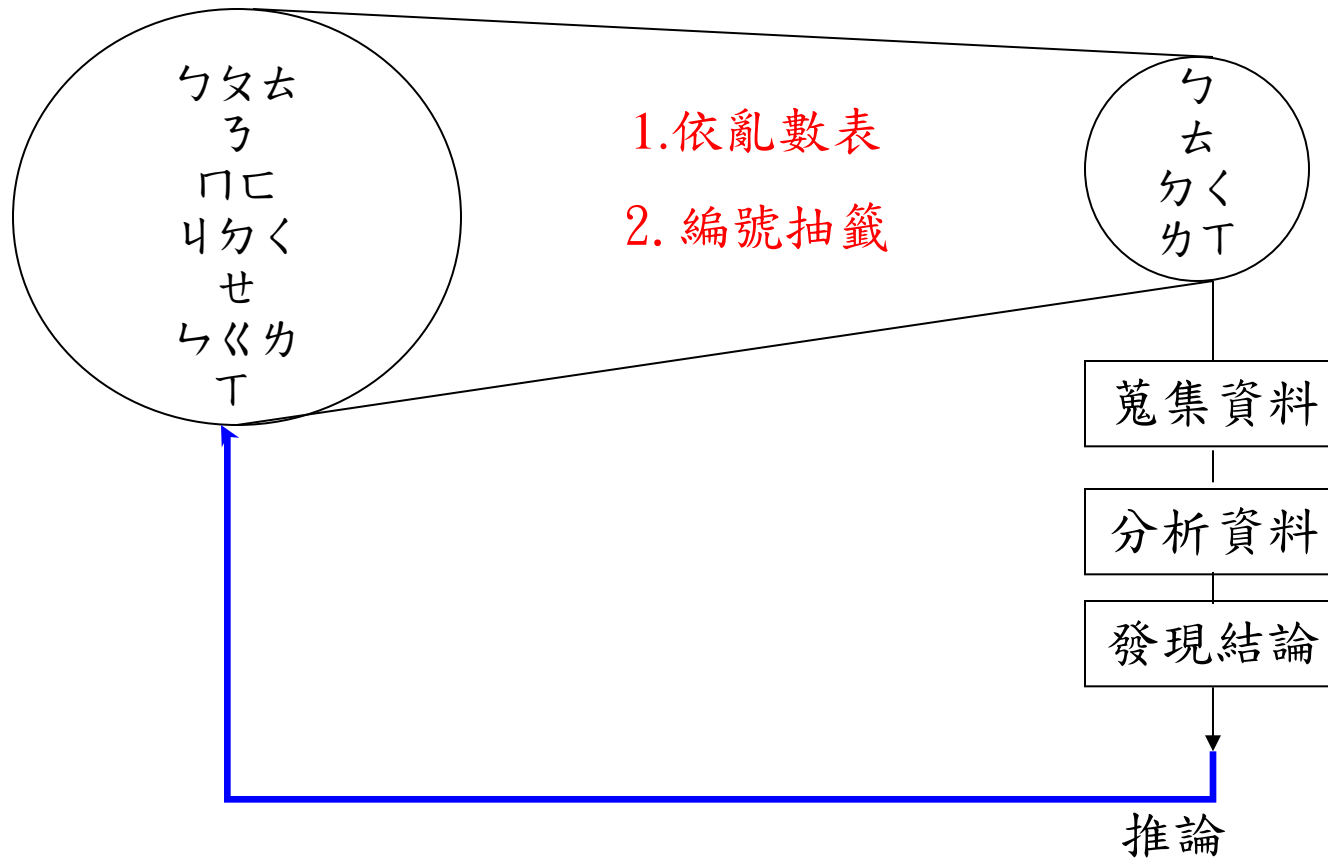 ㄅㄆㄊ
ㄋ
ㄇㄈ
ㄐㄉㄑ
ㄝ
ㄣㄍㄌ
ㄒ
1.依亂數表
2. 編號抽籤
ㄅ
ㄊ
ㄉㄑ
ㄌㄒ
蒐集資料
分析資料
發現結論
推論